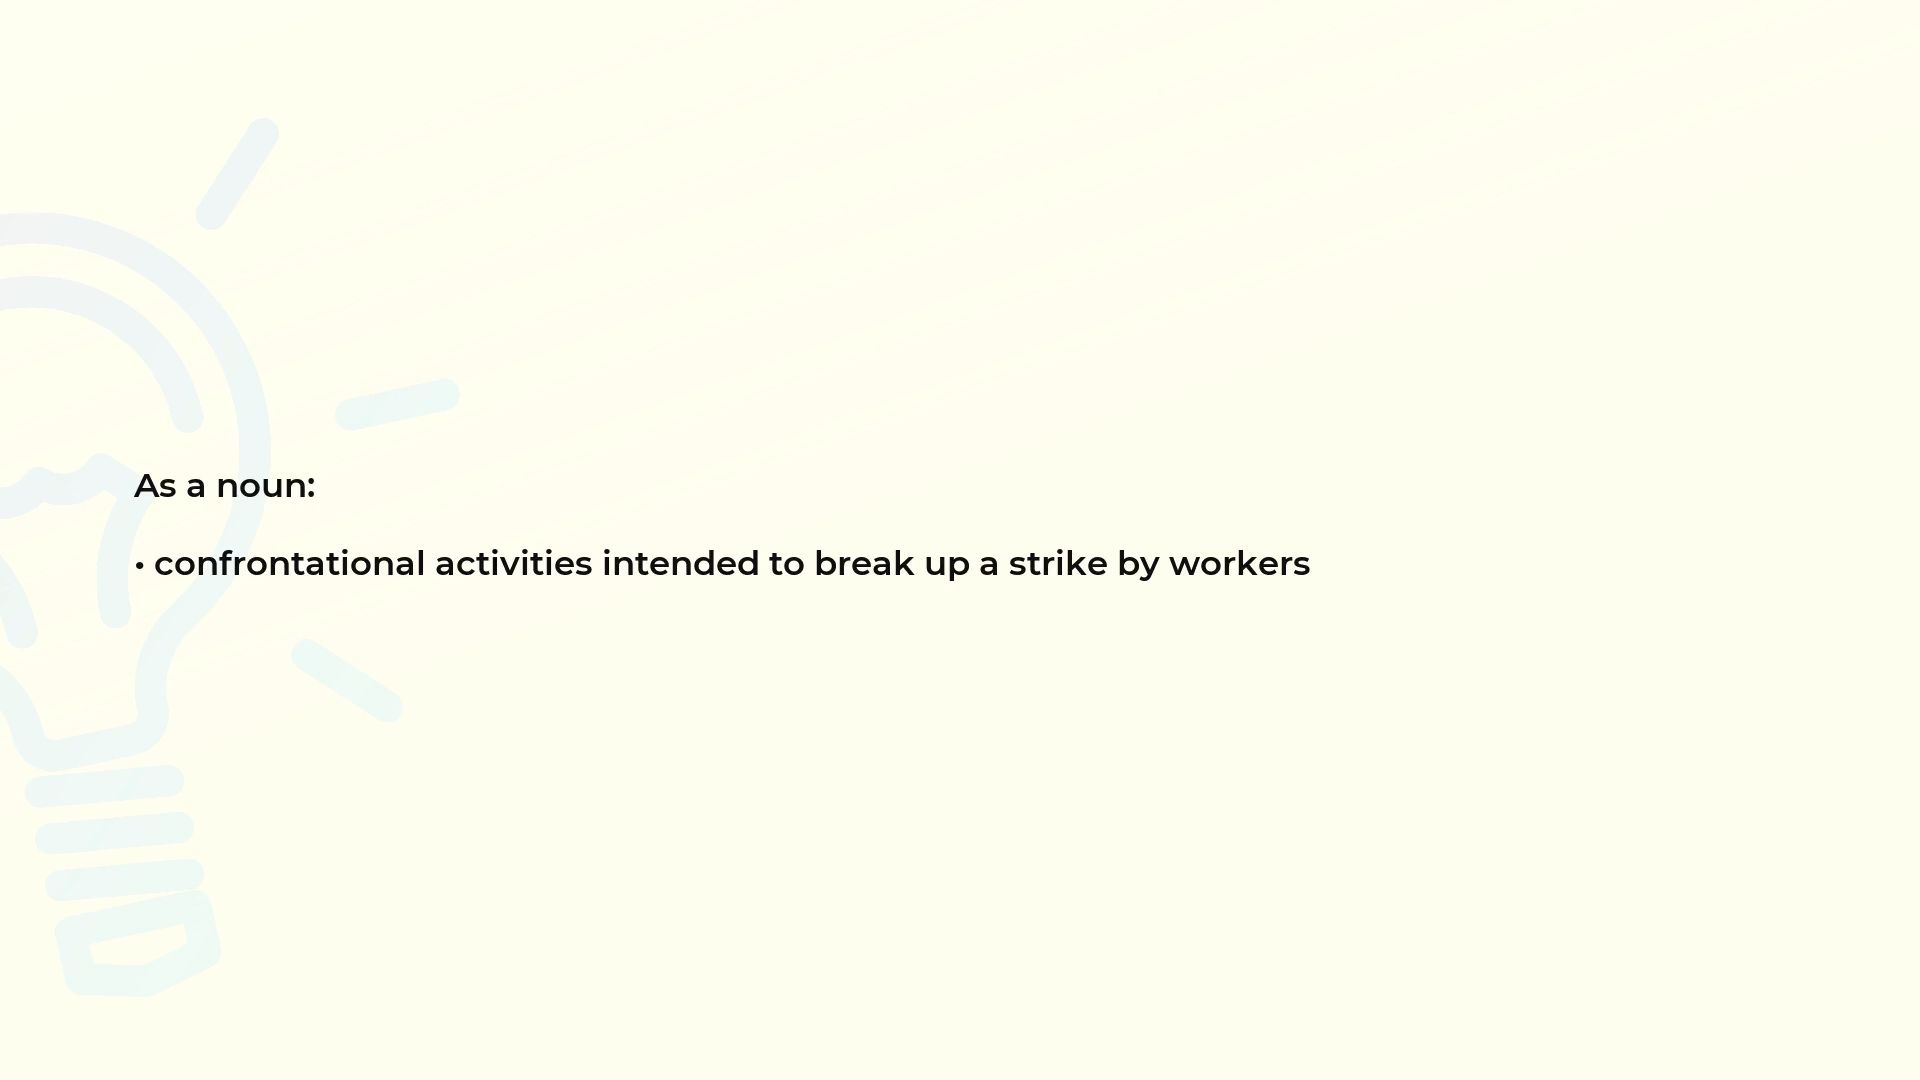 As a noun:
• confrontational activities intended to break up a strike by workers